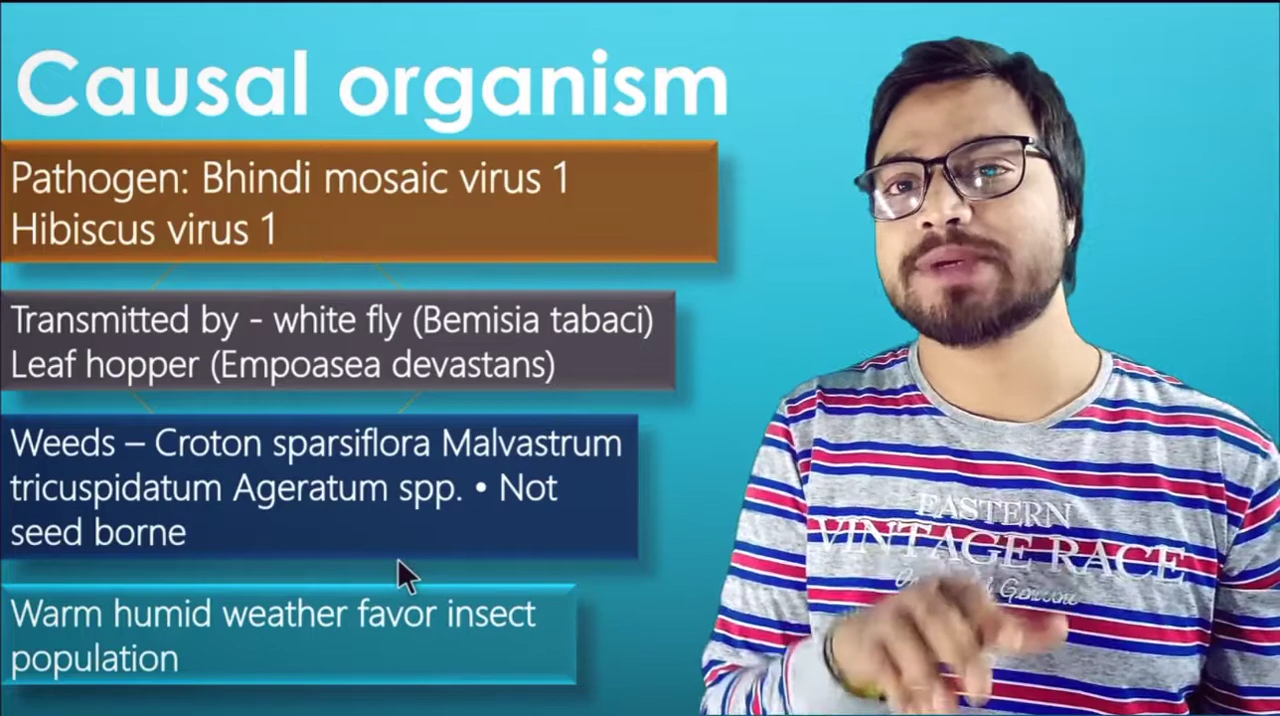 Causal organism
Pathogen: Bhindi mosaic virus 1
Hibiscus virus 1
Transmitted by - white fly (Bemisia tabaci)
Leaf hopper (Empoasea devastans)
Weeds – Croton sparsiflora Malvastrum
tricuspidatum Ageratum spp. • Not
seed borne
Warm humid weather favor insect
population
EASTERN
VINTAGE RACE